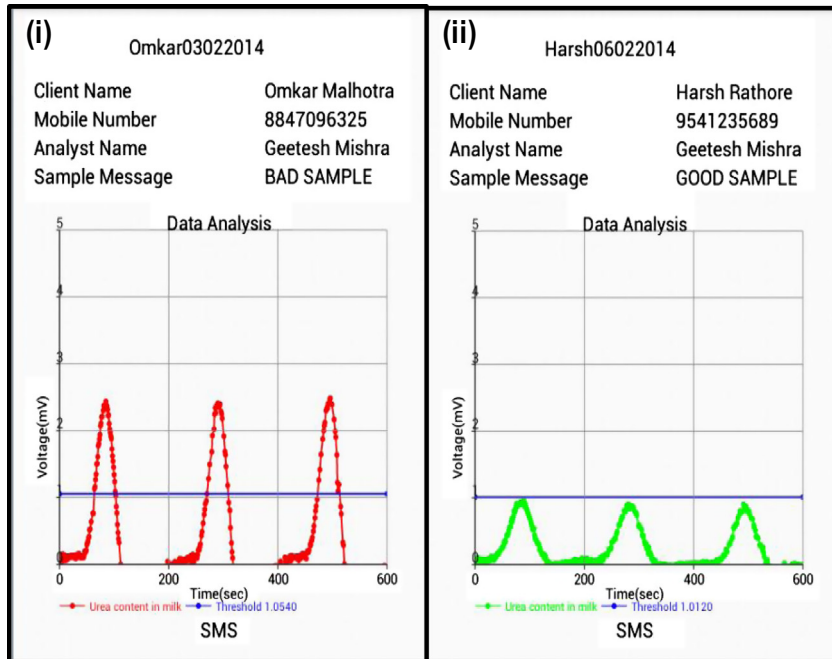 (i)
Omkar03022014
Client Name Omkar Malhotra
Mobile Number 8847096325
Analyst Name Geetesh Mishra
Sample Message BAD SAMPLE
Data Analysis
5
4
3
2
1
0
Voltage(mV)
0 200 400 600
Time(sec)
Urea content in milk Threshold 1.0540
SMS
(ii)
Harsh06022014
Client Name Harsh Rathore
Mobile Number 9541235689
Analyst Name Geetesh Mishra
Sample Message GOOD SAMPLE
Data Analysis
5
4
3
2
1
0
Voltage(mV)
0 200 400 600
Time(sec)
Urea content in milk Threshold 1.0120
SMS